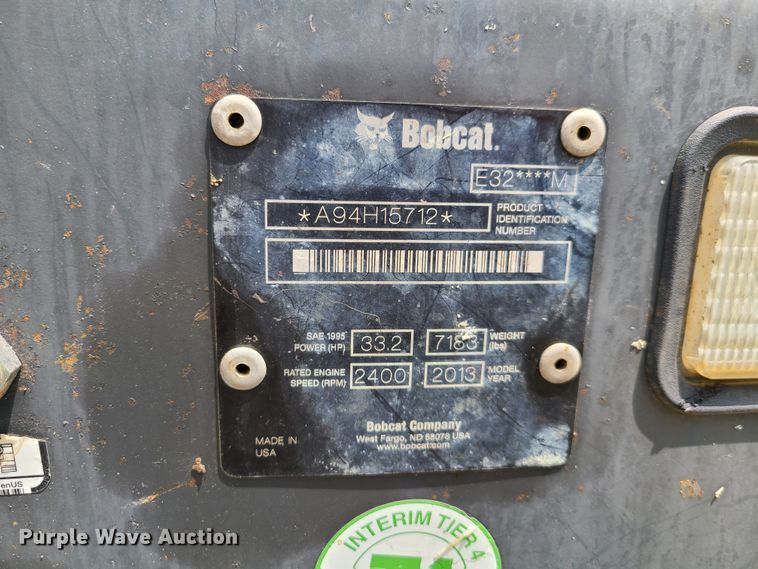 Bobcat.
E32****M
*A94H15712*
PRODUCT
IDENTIFICATION
NUMBER
SAE 1995
POWER (HP)
33.2
7183
WEIGHT
(lbs)
RATED ENGINE
SPEED (RPM)
2400
2013
MODEL
YEAR
Bobcat Company
West Fargo, ND 58078 USA
www.bobcat.com
MADE IN
USA
enUS
INTERIM TIER 4
Purple Wave Auction